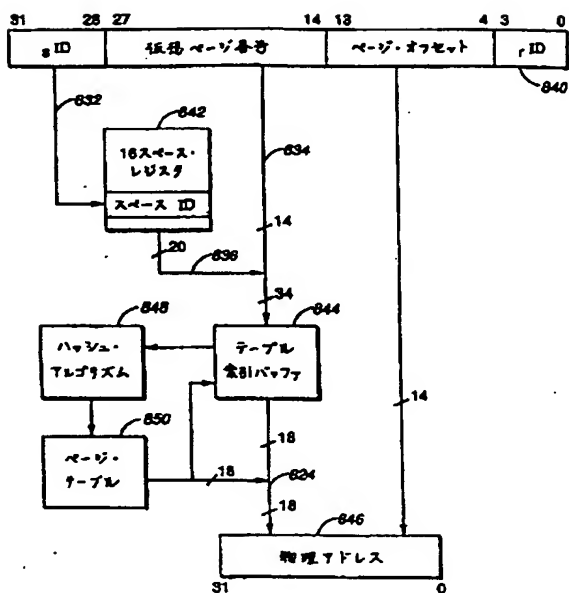 31 28 27 14 13 4 3 0
s ID 仮想ページ番号 ページ・オフセット r ID
832 840
842
16スペース・
レジスタ 834
スペース ID
14
20 836
34
848 844
ハッシュ・
アルゴリズム
テーブル
索引バッファ
850 14
18
ページ・
テーブル
18 824
18
846
物理アドレス
31 0